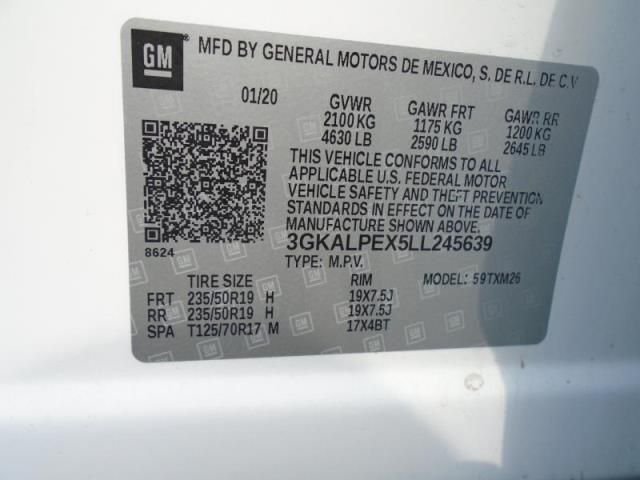 GM MFD BY GENERAL MOTORS DE MEXICO, S. DE R.L. DE C.V
01/20 GVWR GAWR FRT GAWR RR
2100 KG 1175 KG 1200 KG
4630 LB 2590 LB 2645 LB
THIS VEHICLE CONFORMS TO ALL
APPLICABLE U.S. FEDERAL MOTOR
VEHICLE SAFETY AND THEFT PREVENTION
STANDARDS IN EFFECT ON THE DATE OF
MANUFACTURE SHOWN ABOVE.
8624 3GKALPEX5LL245639
TYPE: M.P.V. MODEL: 59TXM26
TIRE SIZE RIM
FRT 235/50R19 H 19X7.5J
RR 235/50R19 H 19X7.5J
SPA T125/70R17 M 17X4BT